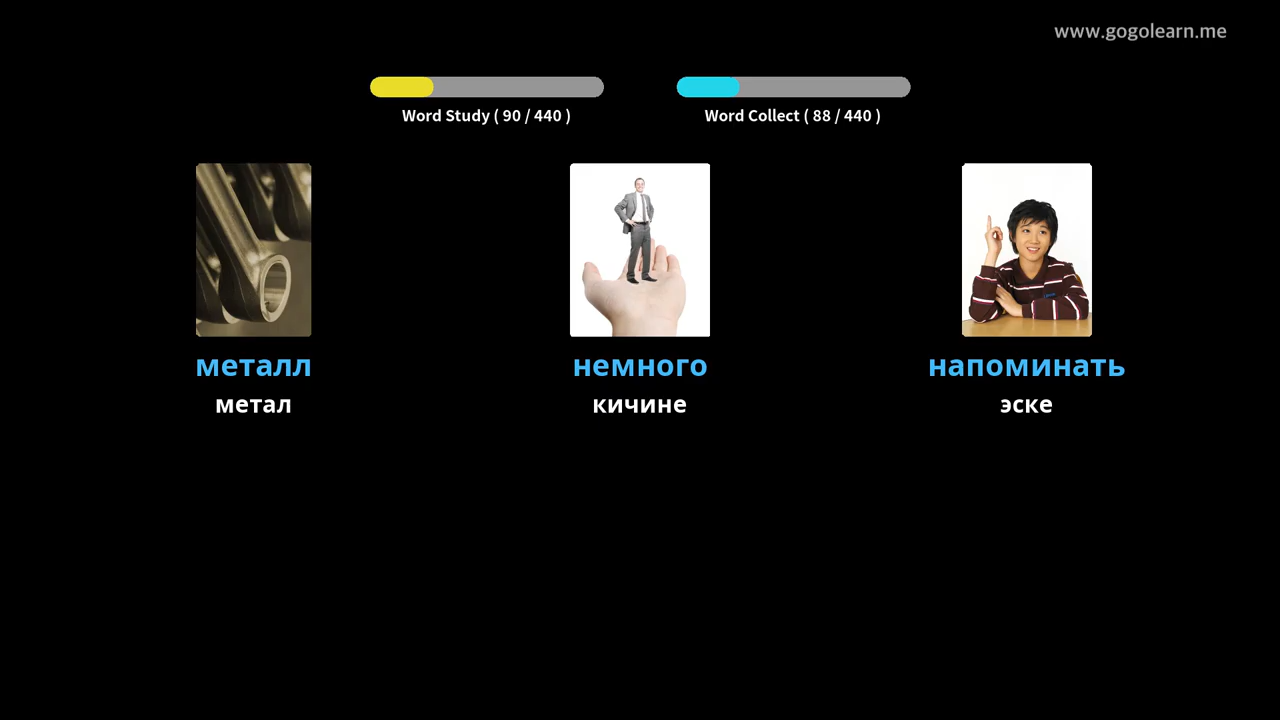 www.gogolearn.me
Word Study ( 90 / 440 )
Word Collect ( 88 / 440 )
металл
немного
напоминать
метал
кичине
эске